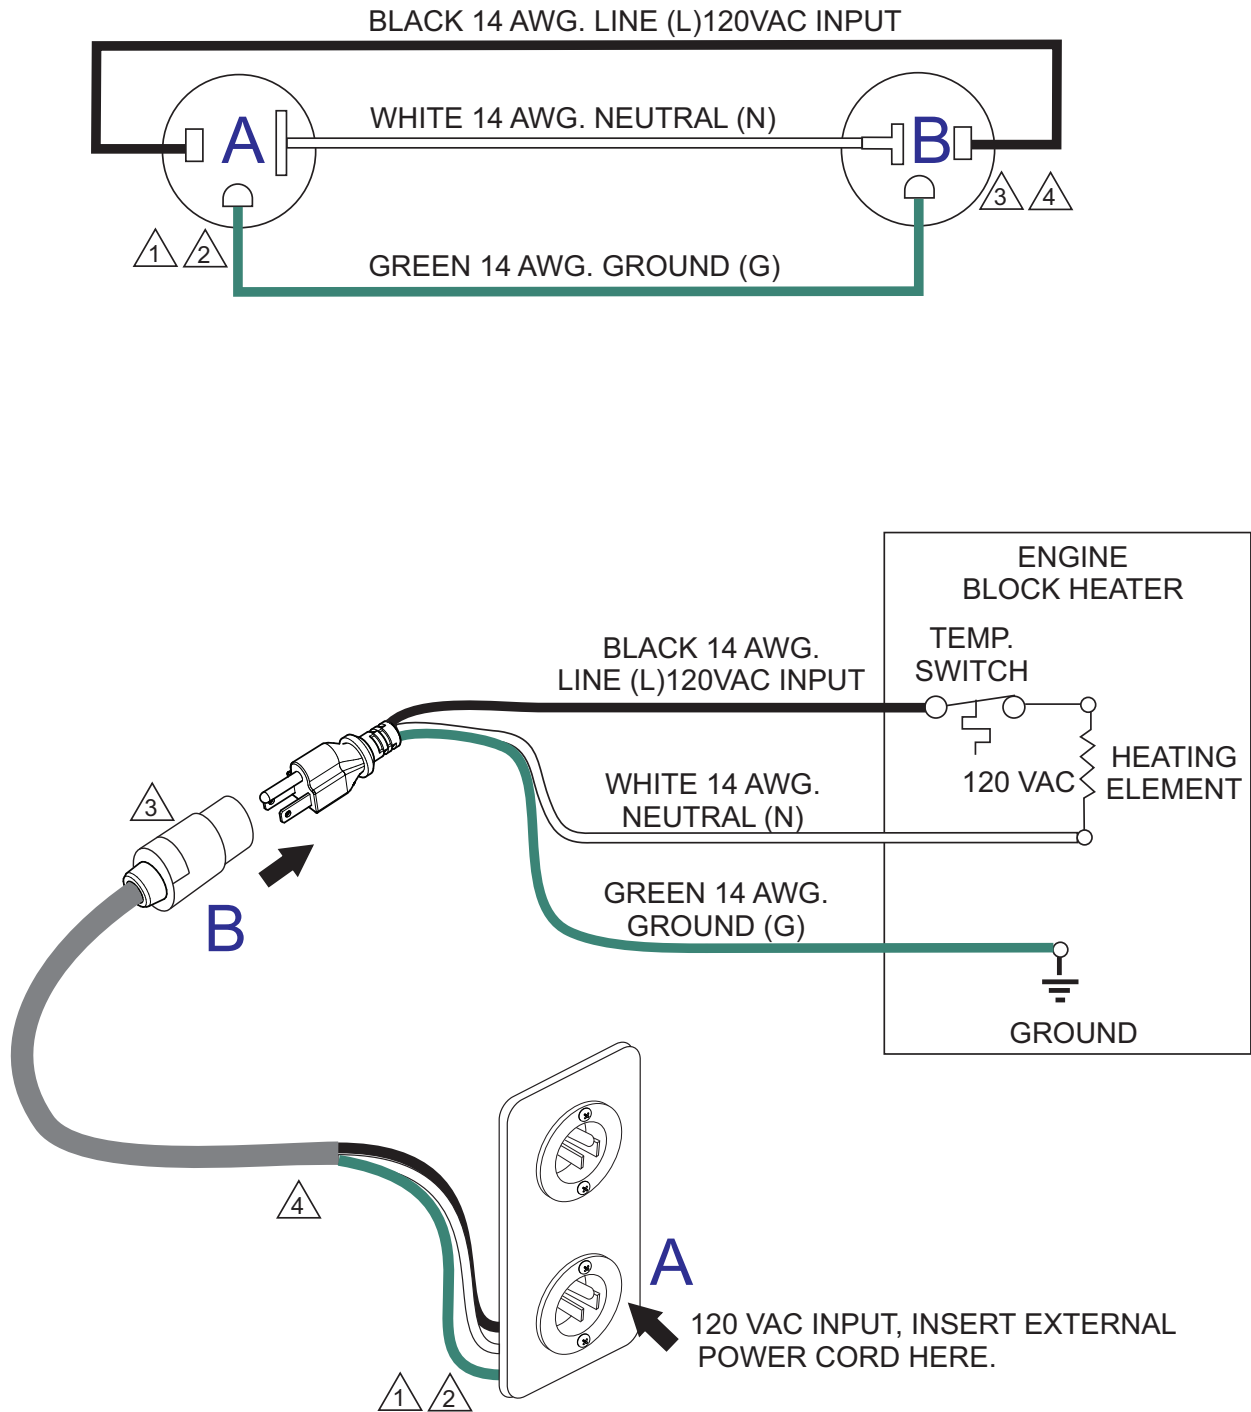 BLACK 14 AWG. LINE (L)120VAC INPUT
A
WHITE 14 AWG. NEUTRAL (N)
B
3
4
1
2
GREEN 14 AWG. GROUND (G)
ENGINE
BLOCK HEATER
BLACK 14 AWG.
LINE (L)120VAC INPUT
TEMP.
SWITCH
120 VAC
HEATING
ELEMENT
WHITE 14 AWG.
NEUTRAL (N)
3
B
GREEN 14 AWG.
GROUND (G)
GROUND
4
A
120 VAC INPUT, INSERT EXTERNAL
POWER CORD HERE.
1
2